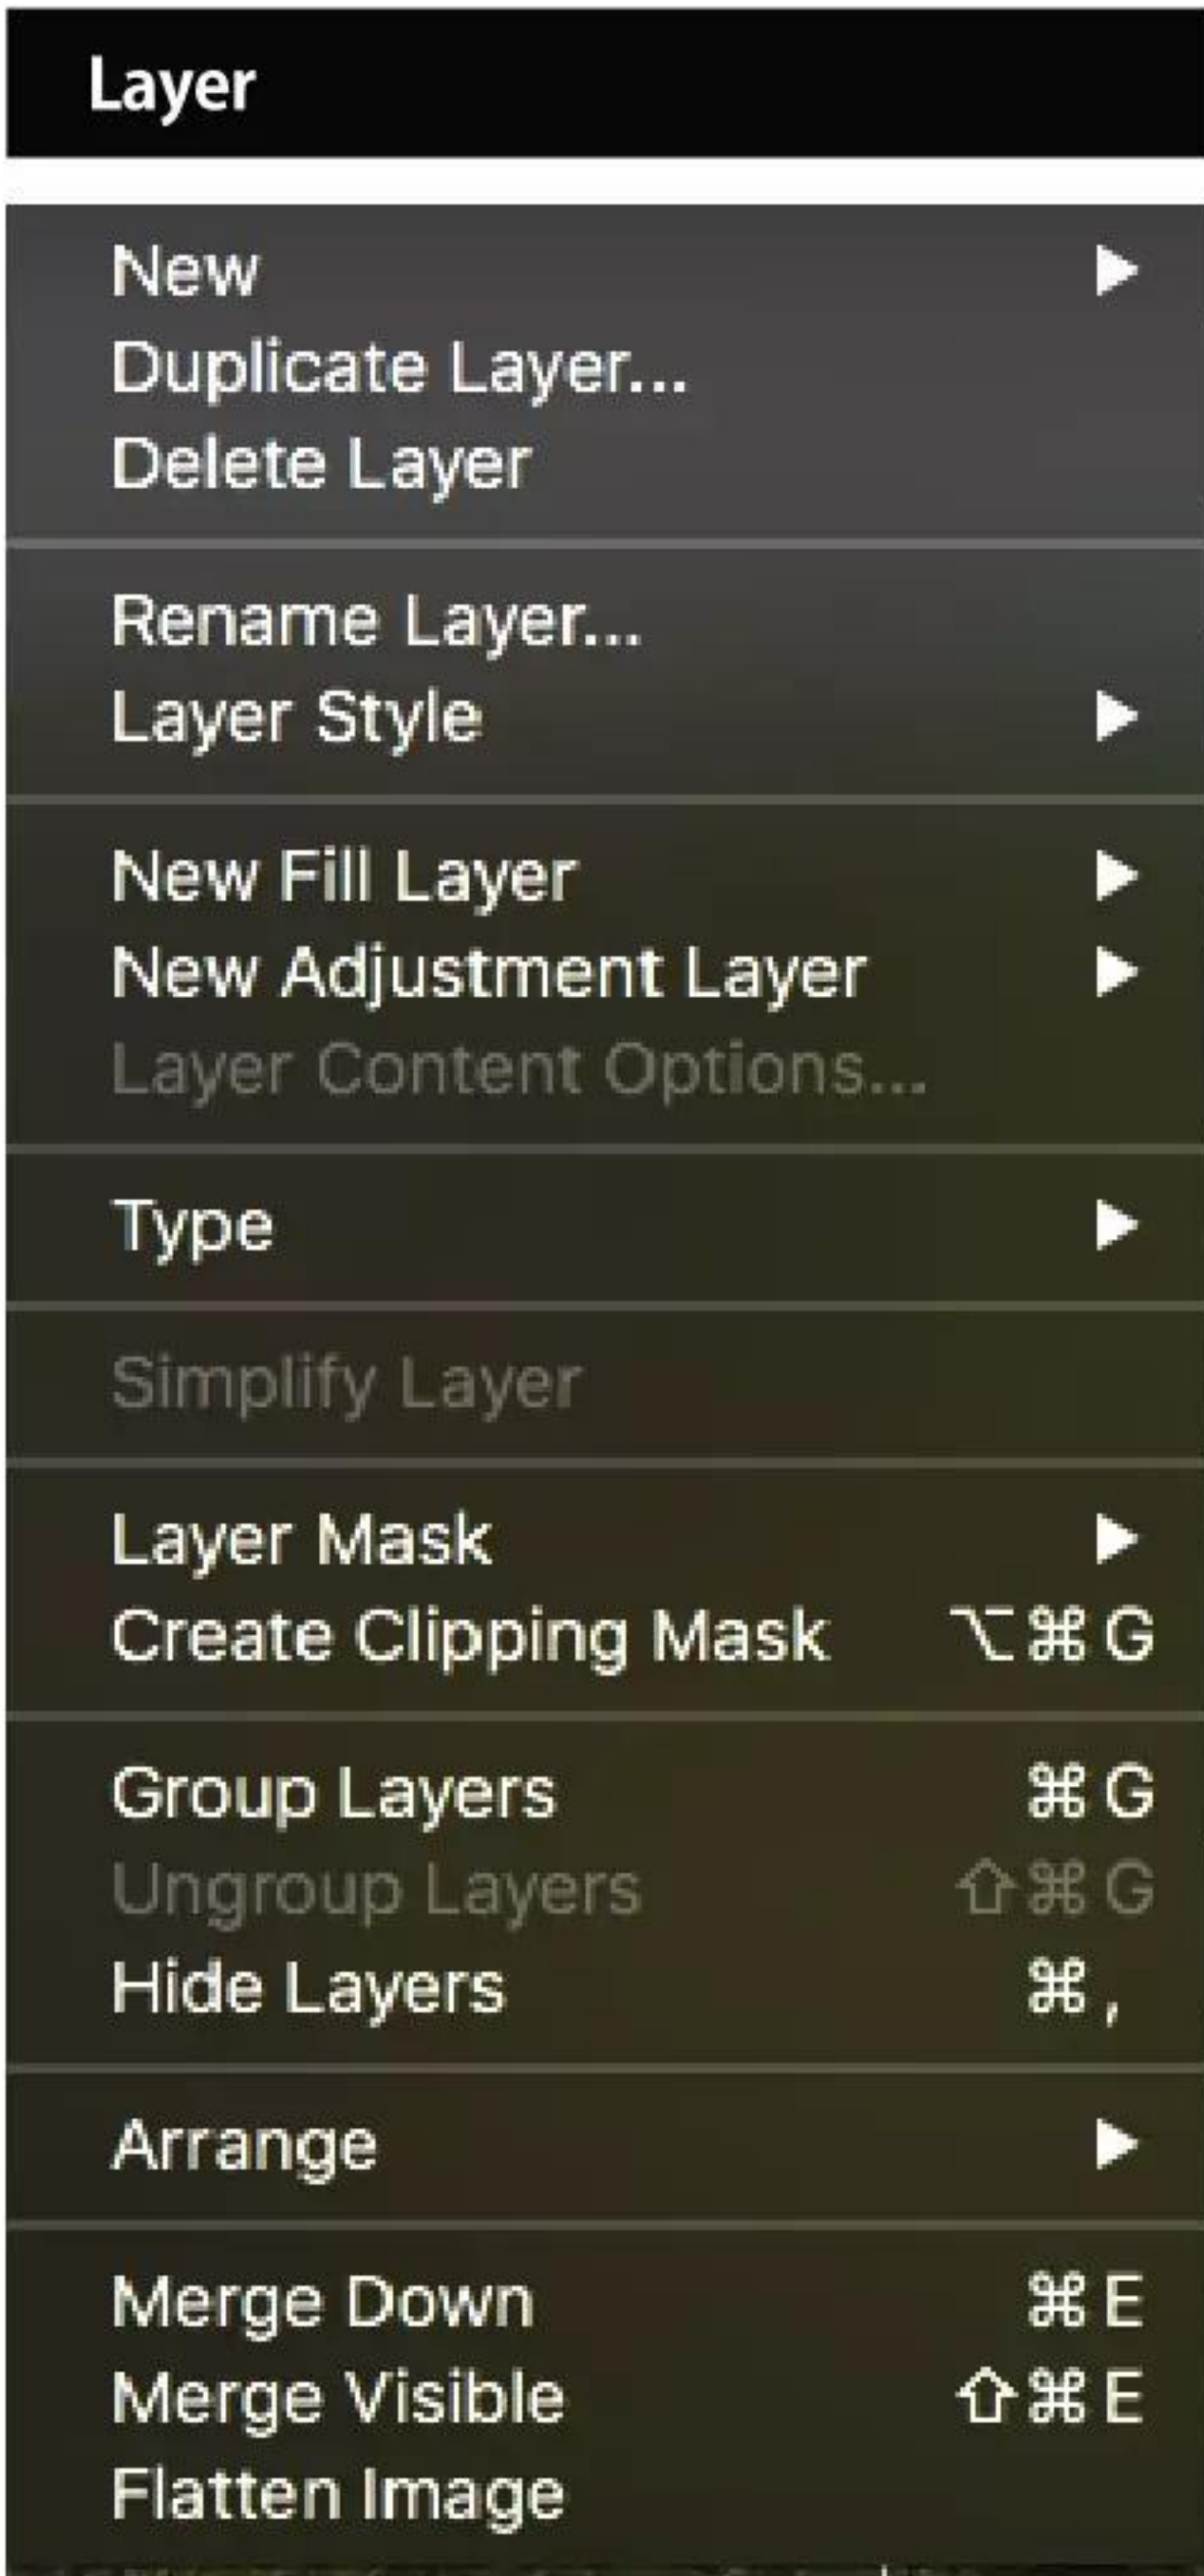 Layer
New ▶
Duplicate Layer...
Delete Layer
Rename Layer...
Layer Style ▶
New Fill Layer ▶
New Adjustment Layer ▶
Layer Content Options...
Type ▶
Simplify Layer
Layer Mask ▶
Create Clipping Mask ⌥⌘G
Group Layers ⌘G
Ungroup Layers ⇧⌘G
Hide Layers ⌘,
Arrange ▶
Merge Down ⌘E
Merge Visible ⇧⌘E
Flatten Image